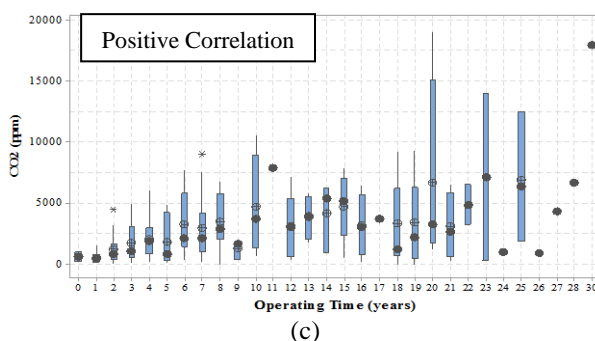 20000
Positive Correlation
15000
10000
5000
0
CO2 (ppm)
0 1 2 3 4 5 6 7 8 9 10 11 12 13 14 15 16 17 18 19 20 21 22 23 24 25 26 27 28 30
Operating Time (years)
(c)